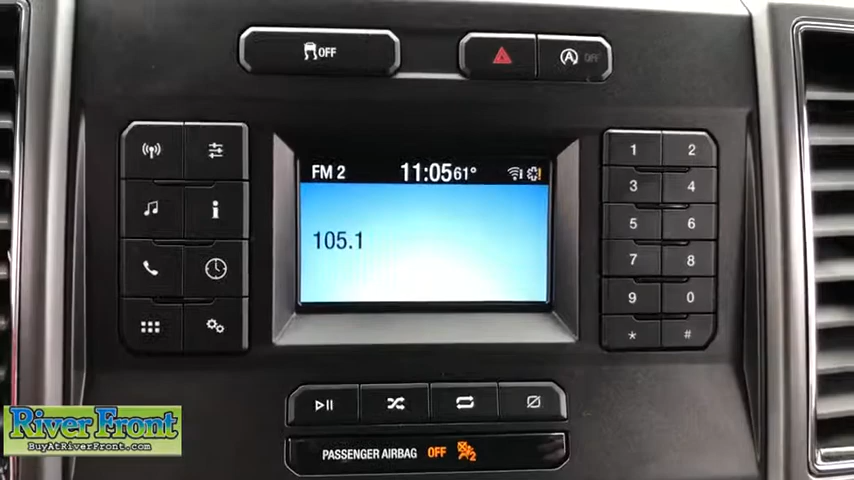 OFF
A OFF
FM 2 11:05 61°
105.1
1 2
3 4
5 6
7 8
9 0
* #
i
PASSENGER AIRBAG OFF 2
River Front
BuyAtRiverFront.com